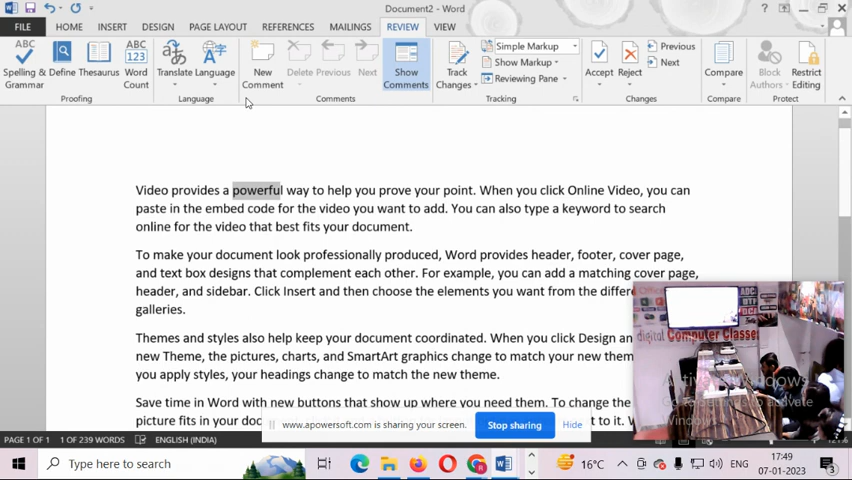 Document2 - Word
FILE HOME INSERT DESIGN PAGE LAYOUT REFERENCES MAILINGS REVIEW VIEW
ABC
Spelling & Grammar
Define
Thesaurus
ABC 123
Word Count
Translate
Language
New Comment
Delete
Previous
Next
Show Comments
Track Changes
Simple Markup
Show Markup
Reviewing Pane
Accept
Reject
Previous
Next
Compare
Block Authors
Restrict Editing
Proofing Language Comments Tracking Changes Compare Protect
Video provides a powerful way to help you prove your point. When you click Online Video, you can
paste in the embed code for the video you want to add. You can also type a keyword to search
online for the video that best fits your document.
To make your document look professionally produced, Word provides header, footer, cover page,
and text box designs that complement each other. For example, you can add a matching cover page,
header, and sidebar. Click Insert and then choose the elements you want from the differe
galleries.
Themes and styles also help keep your document coordinated. When you click Design an
new Theme, the pictures, charts, and SmartArt graphics change to match your new them
you apply styles, your headings change to match the new theme.
Save time in Word with new buttons that show up where you need them. To change the
picture fits in your doc
t to it. W
digital Computer Classes
Activate Windows
www.apowersoft.com is sharing your screen. Stop sharing Hide
PAGE 1 OF 1 1 OF 239 WORDS ENGLISH (INDIA)
Type here to search
16°C
ENG
17:49
07-01-2023
3